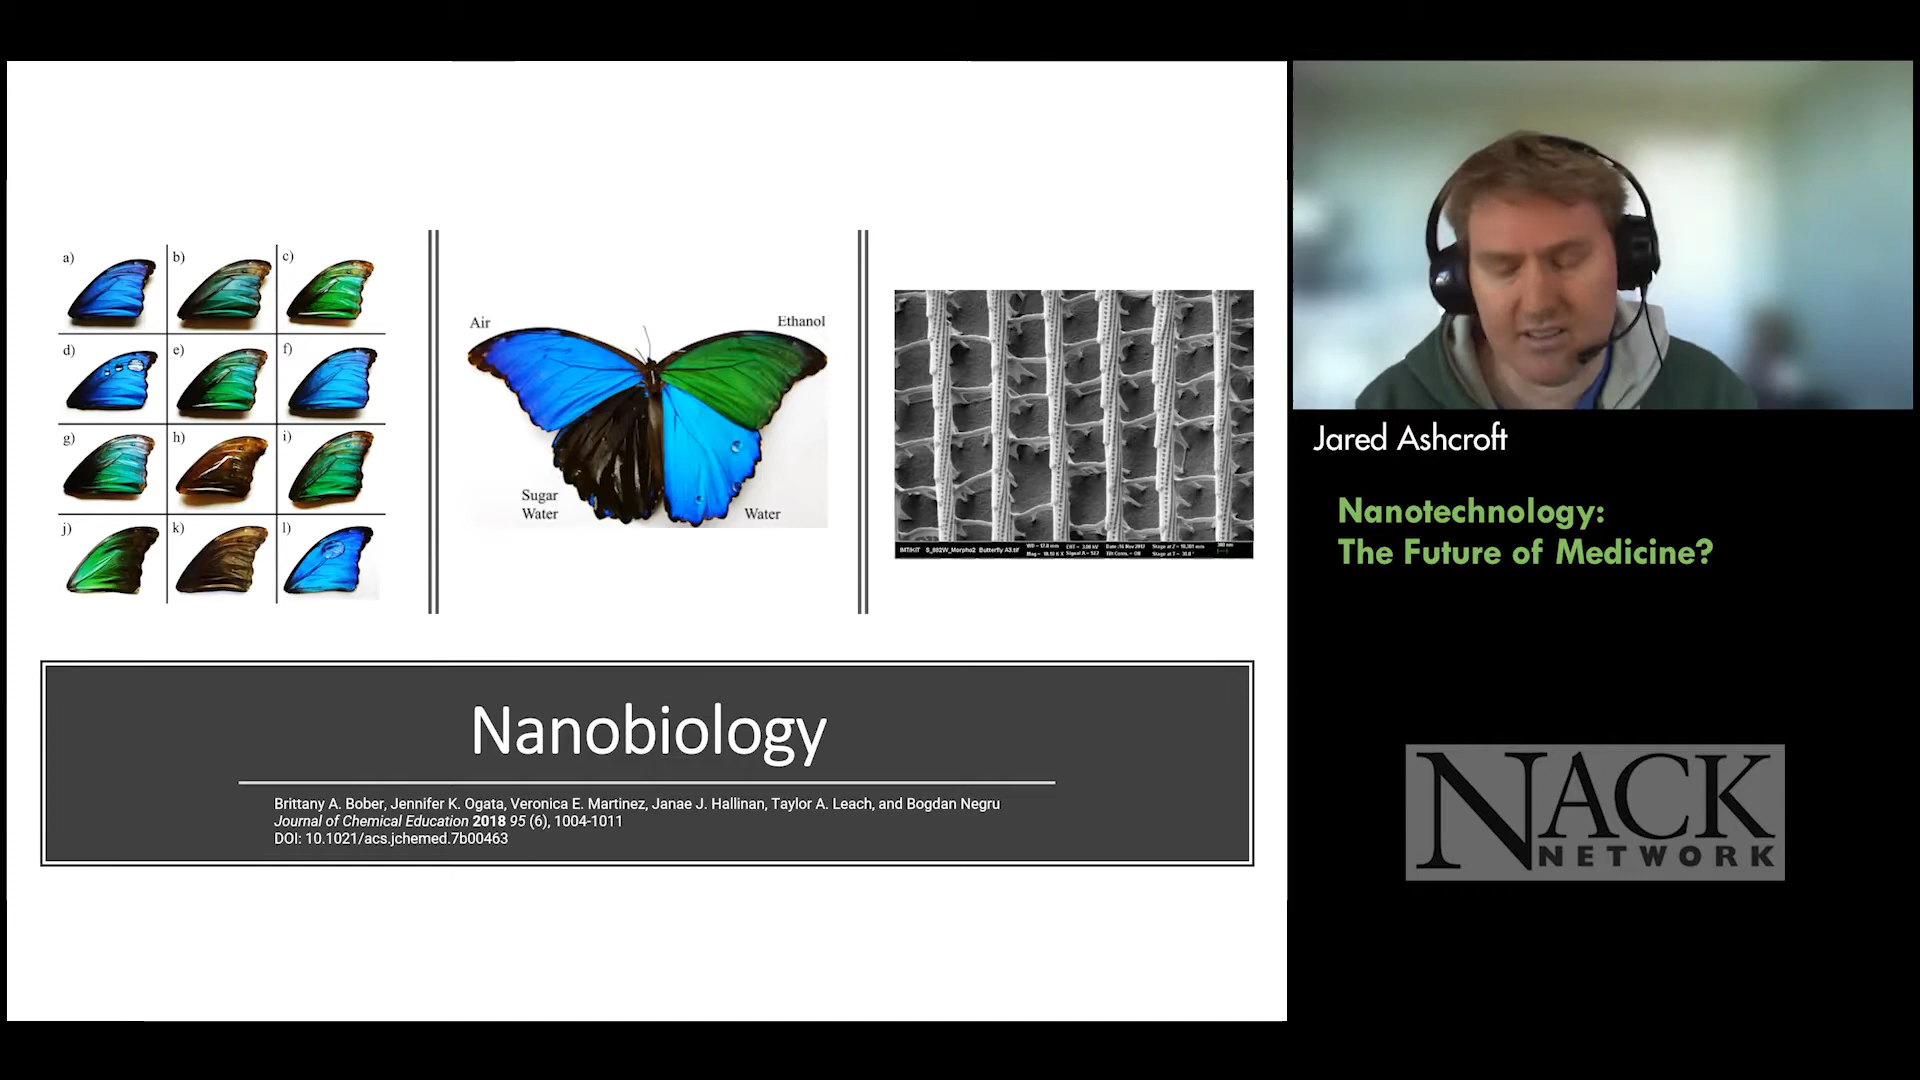 a)
b)
c)
d)
e)
f)
g)
h)
i)
j)
k)
l)
Air
Ethanol
Sugar
Water
Water
Nanobiology
Brittany A. Bober, Jennifer K. Ogata, Veronica E. Martinez, Janae J. Hallinan, Taylor A. Leach, and Bogdan Negru
Journal of Chemical Education 2018 95 (6), 1004-1011
DOI: 10.1021/acs.jchemed.7b00463
Jared Ashcroft
Nanotechnology:
The Future of Medicine?
NACK
NETWORK